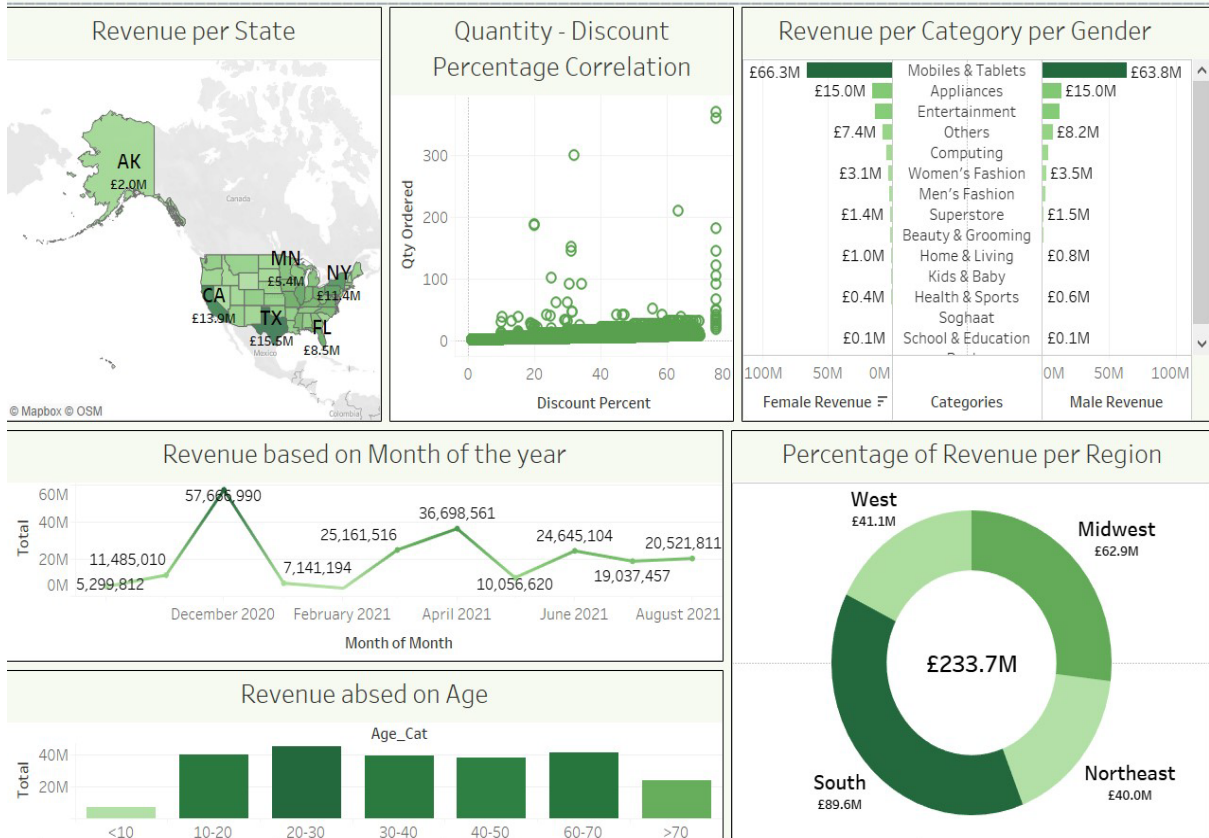 Revenue per State
AK
£2.0M
Canada
MN
£5.4M
NY
£11.4M
CA
£13.9M
TX
£15.5M
FL
£8.5M
Mexico
© Mapbox © OSM
Colombia
Quantity - Discount
Percentage Correlation
Qty Ordered
300
200
100
0
0 20 40 60 80
Discount Percent
Revenue per Category per Gender
£66.3M Mobiles & Tablets £63.8M
£15.0M Appliances £15.0M
Entertainment
£7.4M Others £8.2M
Computing
£3.1M Women's Fashion £3.5M
Men's Fashion
£1.4M Superstore £1.5M
Beauty & Grooming
£1.0M Home & Living £0.8M
Kids & Baby
£0.4M Health & Sports £0.6M
Soghaat
£0.1M School & Education £0.1M
100M 50M 0M 0M 50M 100M
Female Revenue Categories Male Revenue
Revenue based on Month of the year
Total
60M
40M
20M
0M
5,299,812
11,485,010
57,666,990
7,141,194
25,161,516
36,698,561
10,056,620
24,645,104
19,037,457
20,521,811
December 2020 February 2021 April 2021 June 2021 August 2021
Month of Month
Revenue absed on Age
Age_Cat
Total
40M
20M
<10 10-20 20-30 30-40 40-50 60-70 >70
Percentage of Revenue per Region
West
£41.1M
Midwest
£62.9M
£233.7M
South
£89.6M
Northeast
£40.0M